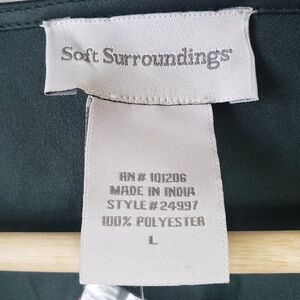 Soft Surroundings
RN# 101206
MADE IN INDIA
STYLE#24997
100% POLYESTER
L